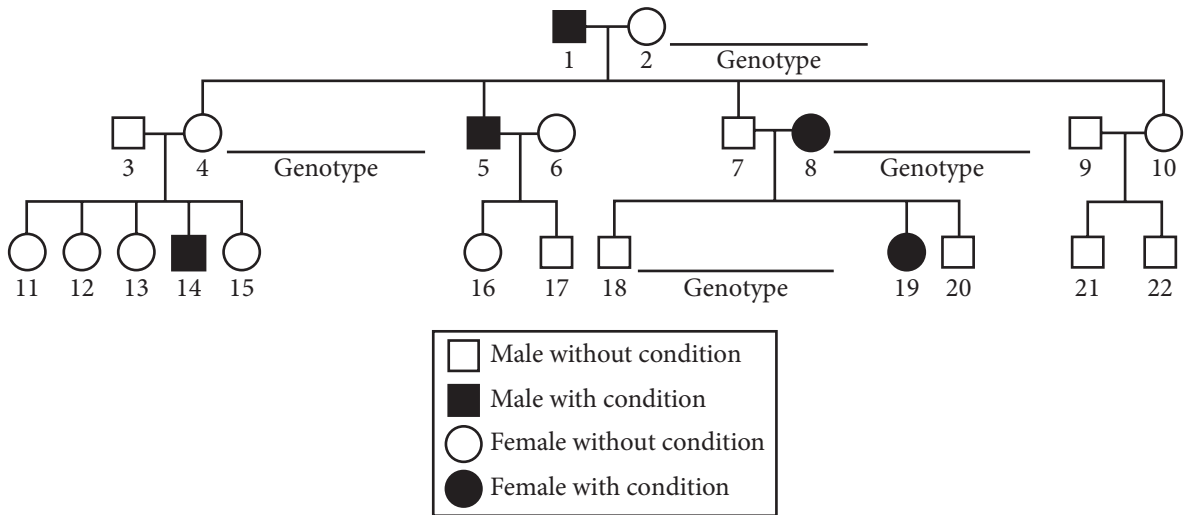 1 2 Genotype
3 4 Genotype 5 6 7 8 Genotype 9 10
11 12 13 14 15 16 17 18 Genotype 19 20 21 22
Male without condition
Male with condition
Female without condition
Female with condition